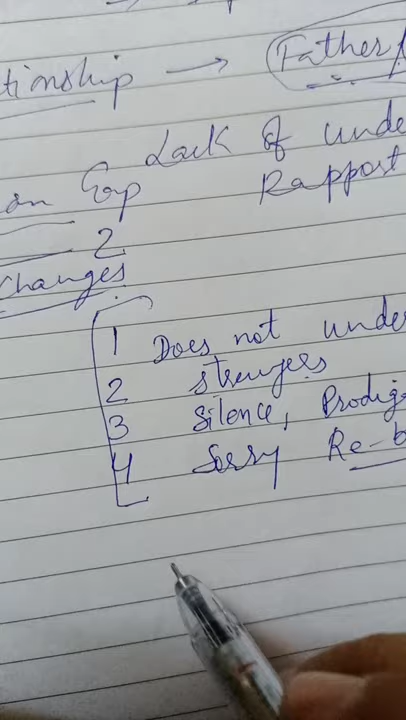 tionship → Father
Lack of unde
on Gap Rapport
2
Changes
1 Does not unde
2 strangers
3 Silence, Prodig
4 Sorry Re-b